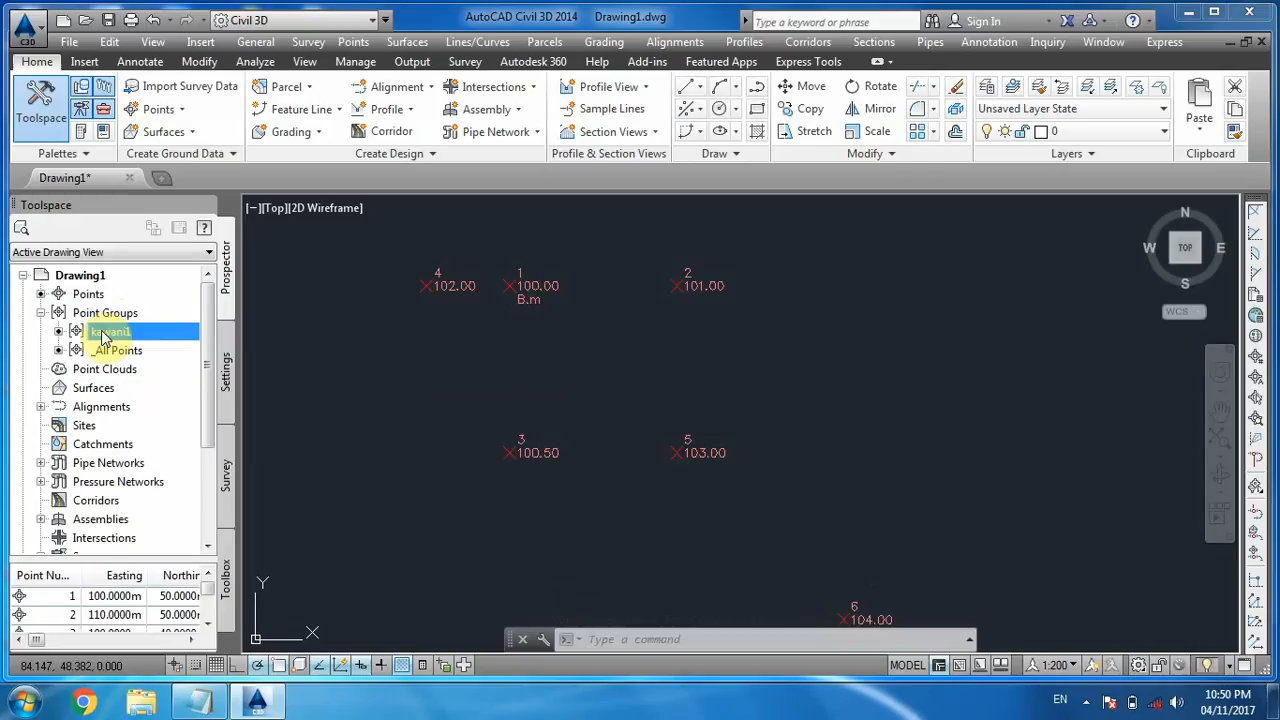 Civil 3D
AutoCAD Civil 3D 2014 Drawing1.dwg
Type a keyword or phrase
Sign In
C3D
File Edit View Insert General Survey Points Surfaces Lines/Curves Parcels Grading Alignments Profiles Corridors Sections Pipes Annotation Inquiry Window Express
Home Insert Annotate Modify Analyze View Manage Output Survey Autodesk 360 Help Add-ins Featured Apps Express Tools
Toolspace
Import Survey Data
Points
Surfaces
Parcel
Feature Line
Grading
Alignment
Profile
Corridor
Intersections
Assembly
Pipe Network
Profile View
Sample Lines
Section Views
Move
Copy
Stretch
Rotate
Mirror
Scale
Unsaved Layer State
0
Paste
Palettes Create Ground Data Create Design Profile & Section Views Draw Modify Layers Clipboard
Drawing1*
Toolspace
Active Drawing View
Drawing1
Points
Point Groups
_All Points
Point Clouds
Surfaces
Alignments
Sites
Catchments
Pipe Networks
Pressure Networks
Corridors
Assemblies
Intersections
Prospector
Settings
Survey
Toolbox
Point Nu... Easting Northin
1 100.0000m 50.0000m
2 110.0000m 50.0000m
[−][Top][2D Wireframe]
4
102.00
1
100.00
B.m
2
101.00
3
100.50
5
103.00
6
104.00
N
W TOP E
S
WCS
Y
X
Type a command
84.147, 48.382, 0.000
MODEL
1:200
EN
10:50 PM
04/11/2017